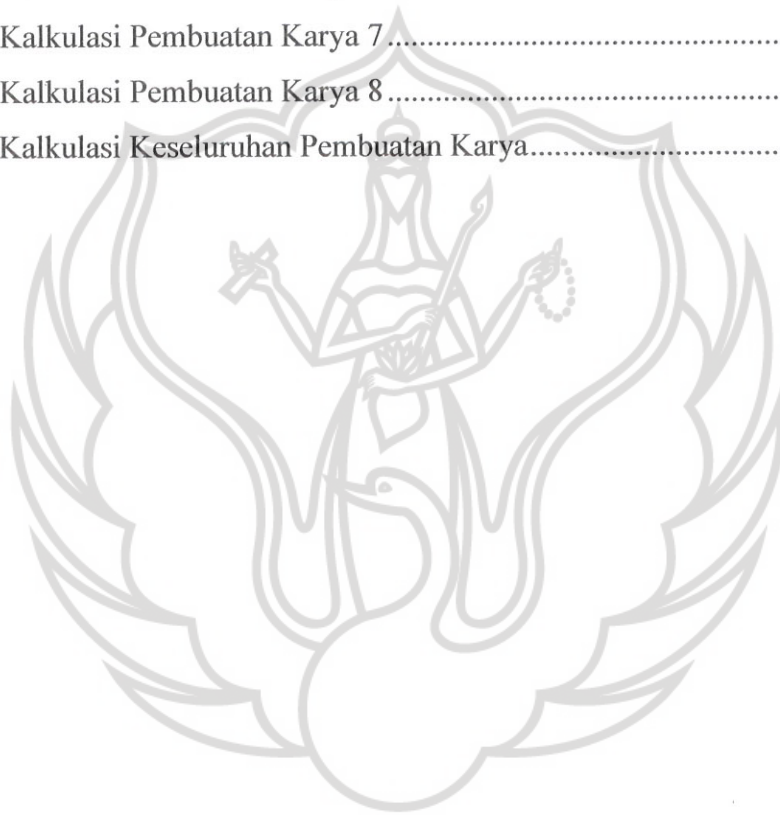 Kalkulasi Pembuatan Karya 7................................................
Kalkulasi Pembuatan Karya 8................................................
Kalkulasi Keseluruhan Pembuatan Karya..............................